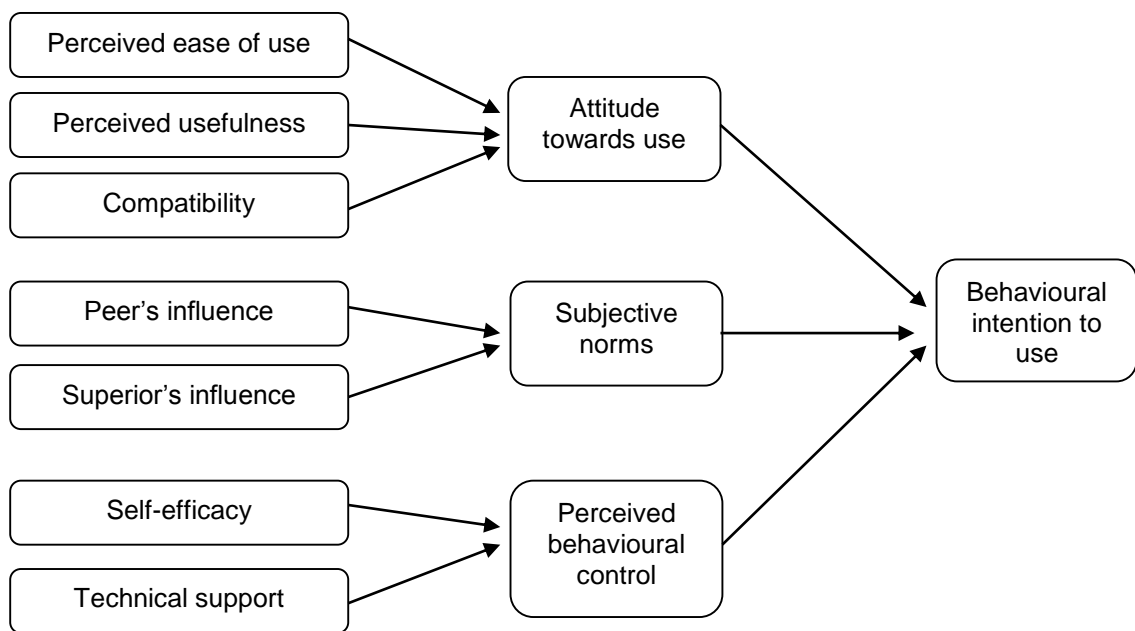 Perceived ease of use
Perceived usefulness
Compatibility
Attitude
towards use
Peer’s influence
Superior’s influence
Subjective
norms
Self-efficacy
Technical support
Perceived
behavioural
control
Behavioural
intention to
use